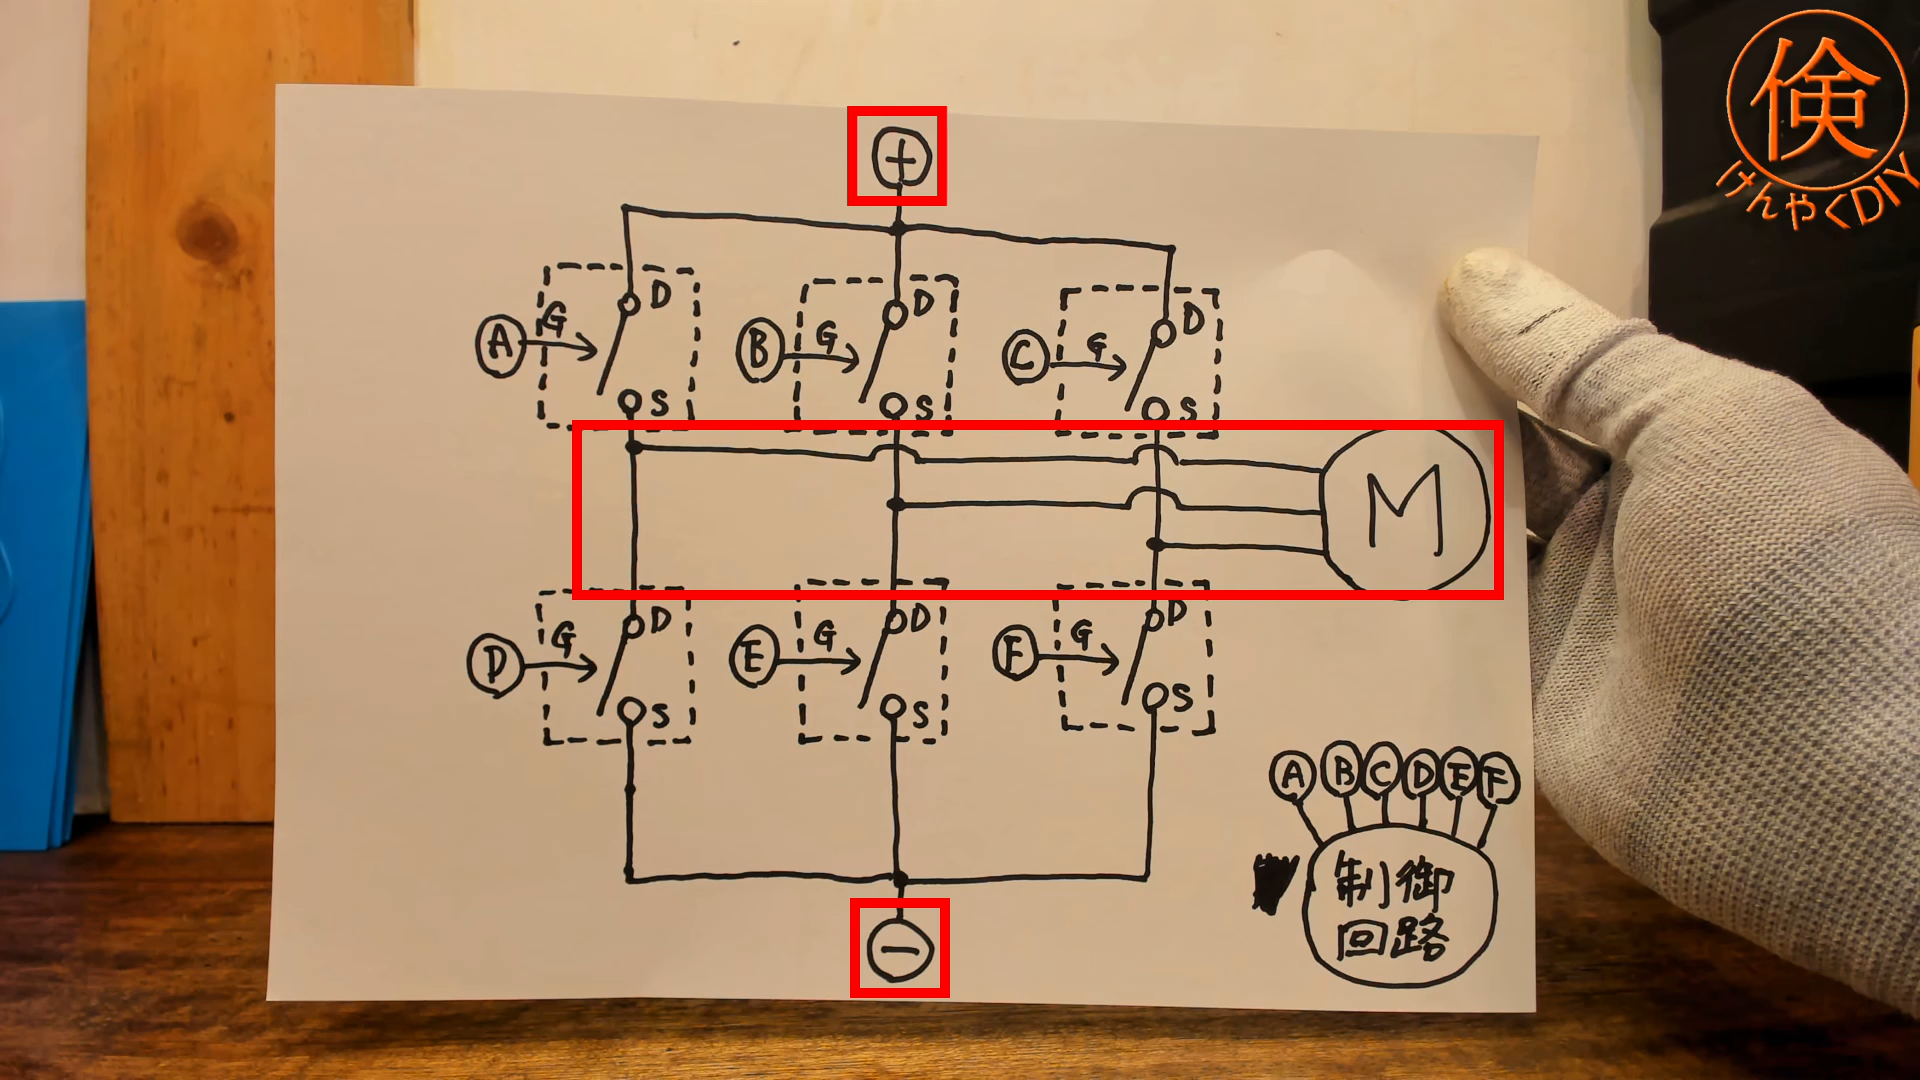 倹
けんやくDIY
+
D D D
A G B G C G
S S S
M
D D D
D G E G F G
S S S
A B C D E F
制御
回路
−